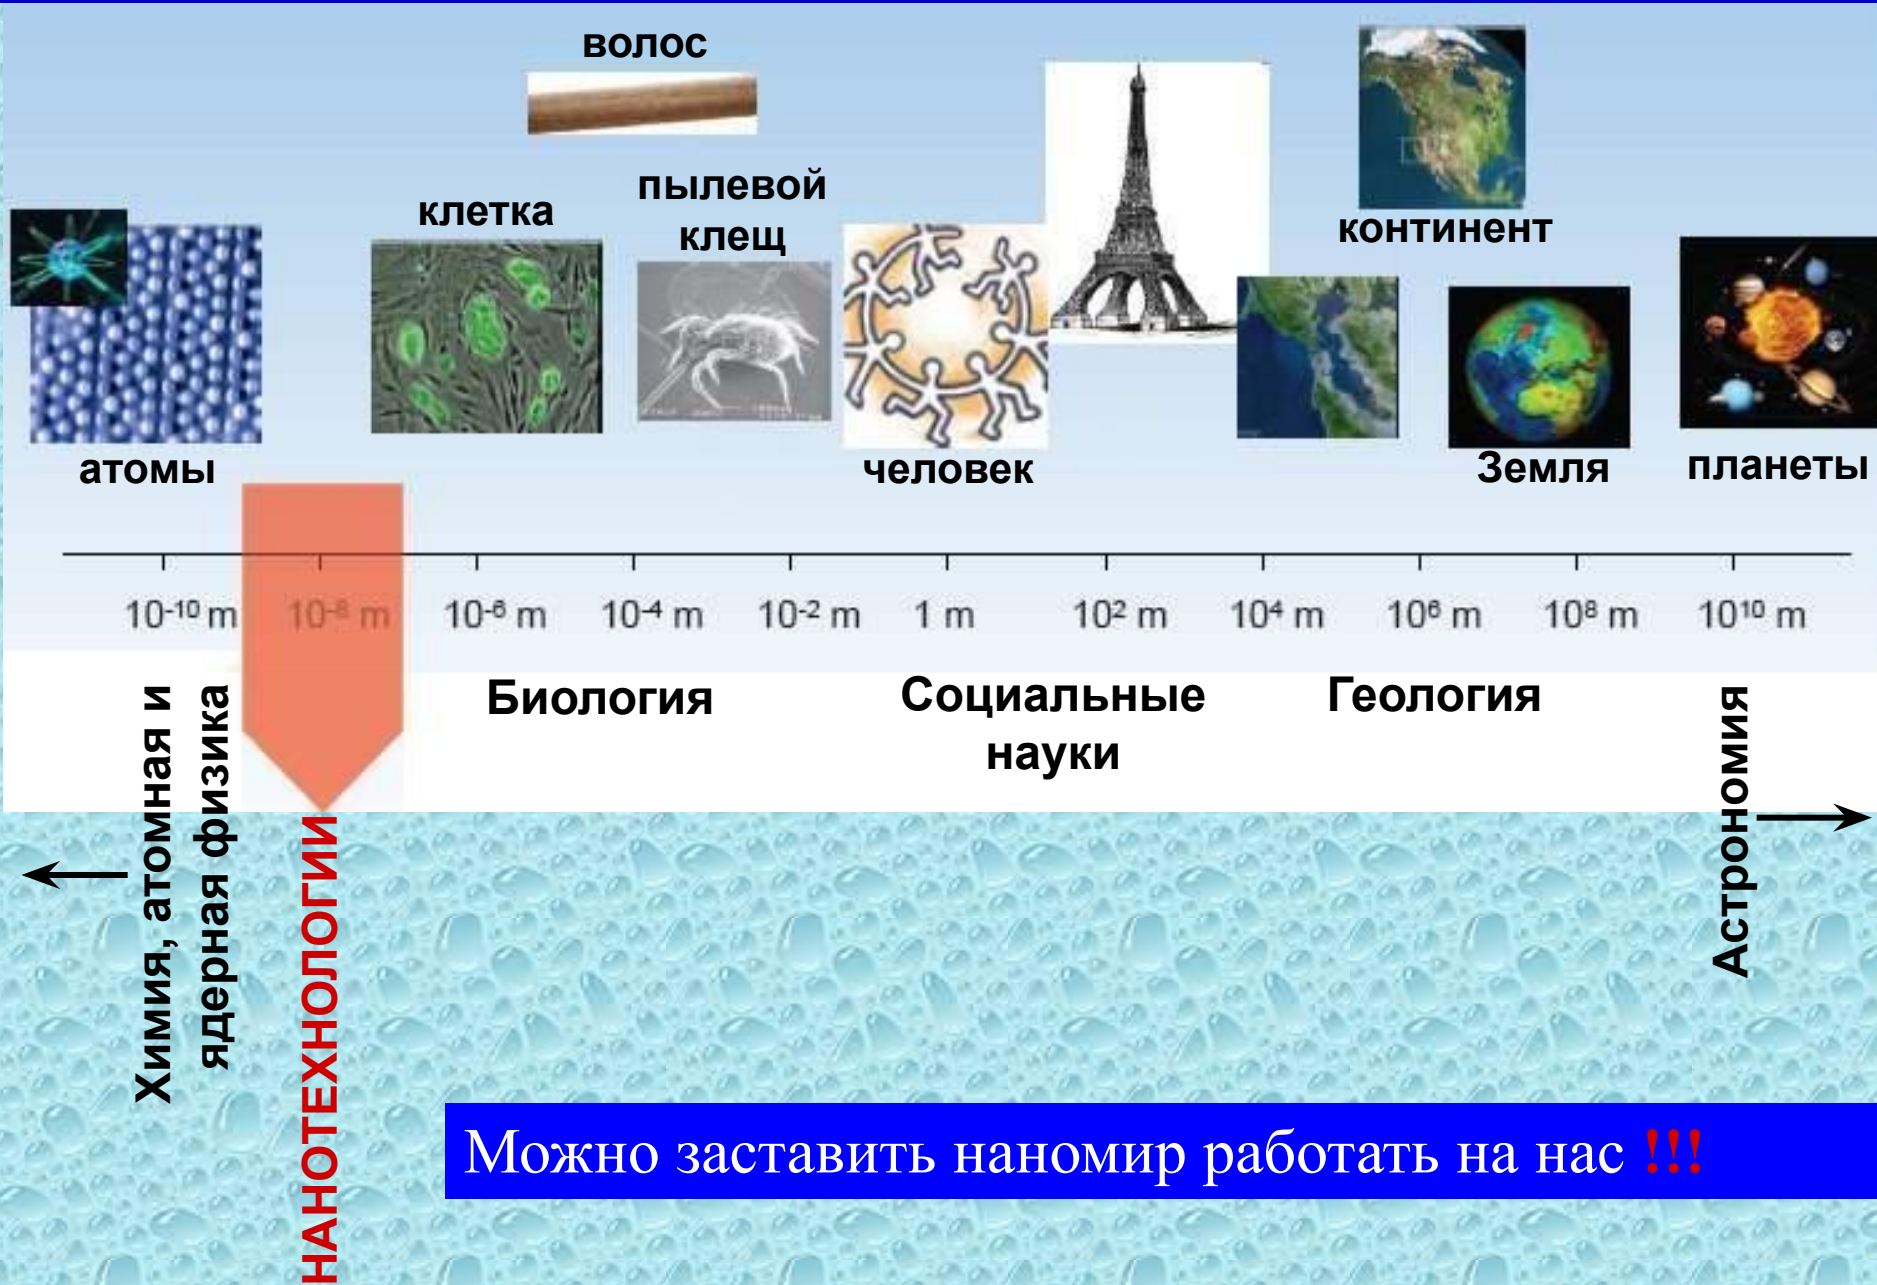 волос
пылевой
клещ
клетка
континент
атомы
человек
Земля
планеты
10⁻¹⁰ m
10⁻⁸ m
10⁻⁶ m
10⁻⁴ m
10⁻² m
1 m
10² m
10⁴ m
10⁶ m
10⁸ m
10¹⁰ m
Химия, атомная и
ядерная физика
НАНОТЕХНОЛОГИИ
Биология
Социальные
науки
Геология
Астрономия
Можно заставить наномир работать на нас !!!